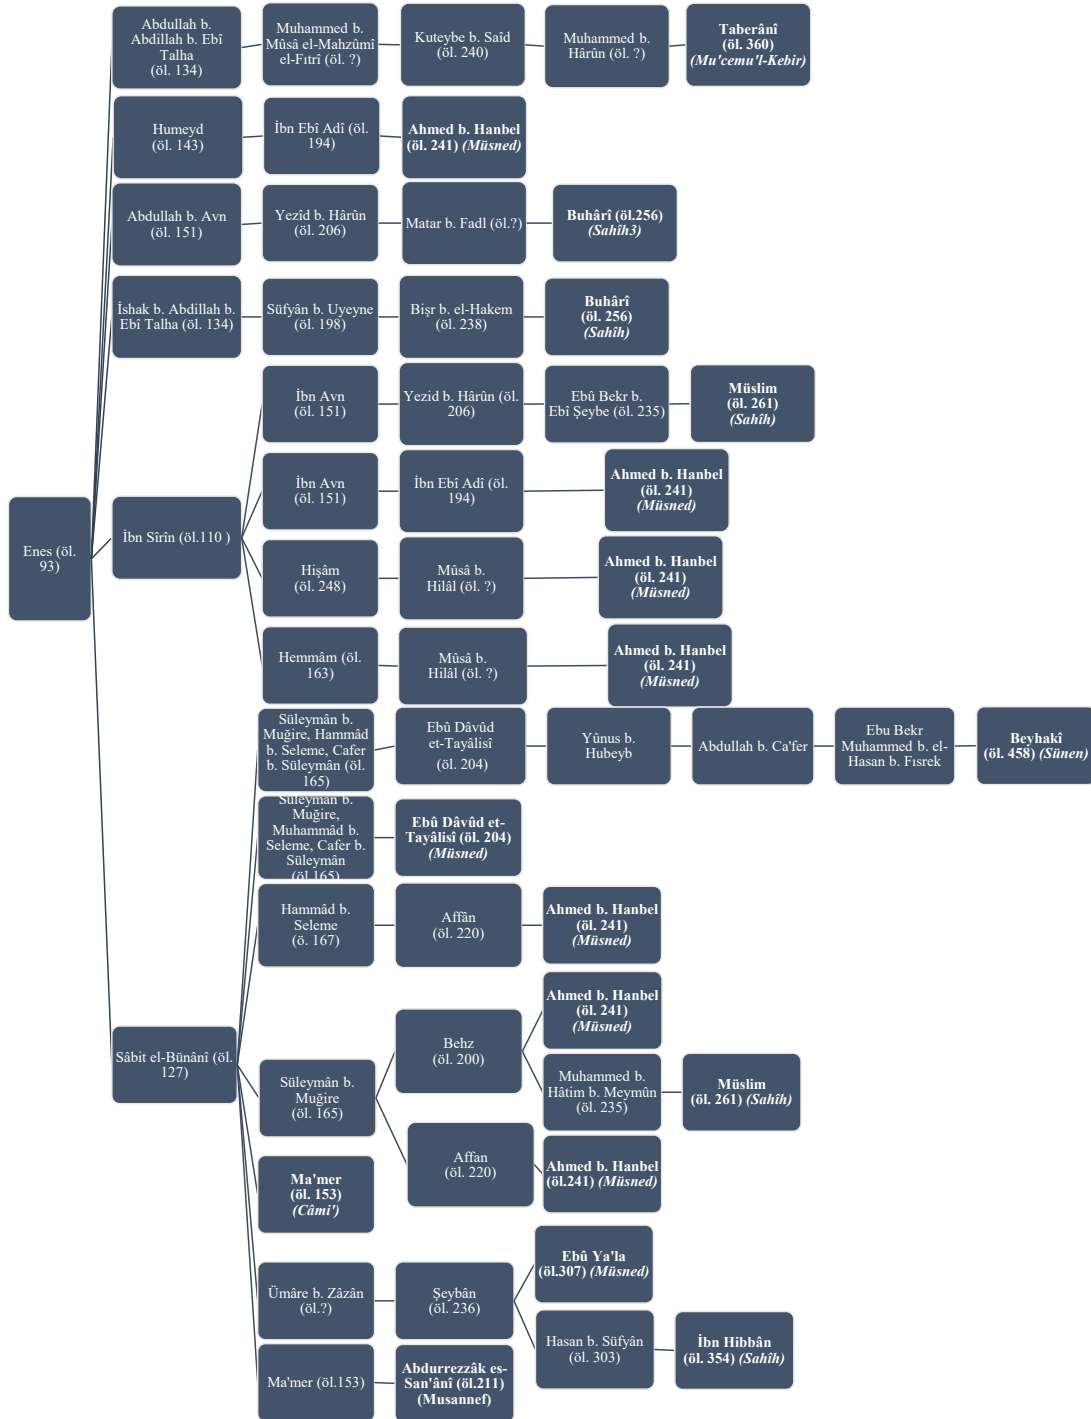 Abdullah b.
Abdillah b. Ebî
Talha
(öl. 134)
Muhammed b.
Mûsâ el-Mahzûmî
el-Fıtrî (öl. ?)
Kuteybe b. Saîd
(öl. 240)
Muhammed b.
Hârûn (öl. ?)
Taberânî
(öl. 360)
(Mu'cemu'l-Kebir)
Humeyd
(öl. 143)
İbn Ebî Adî (öl.
194)
Ahmed b. Hanbel
(öl. 241) (Müsned)
Abdullah b. Avn
(öl. 151)
Yezîd b. Hârûn
(öl. 206)
Matar b. Fadl (öl.?)
Buhârî (öl.256)
(Sahîh3)
İshak b. Abdillah b.
Ebî Talha (öl. 134)
Süfyân b. Uyeyne
(öl. 198)
Bişr b. el-Hakem
(öl. 238)
Buhârî
(öl. 256)
(Sahîh)
Enes (öl.
93)
İbn Sîrîn (öl.110 )
İbn Avn
(öl. 151)
Yezid b. Hârûn (öl.
206)
Ebû Bekr b.
Ebî Şeybe (öl. 235)
Müslim
(öl. 261)
(Sahîh)
İbn Avn
(öl. 151)
İbn Ebî Adî (öl.
194)
Ahmed b. Hanbel
(öl. 241)
(Müsned)
Hişâm
(öl. 248)
Mûsâ b.
Hilâl (öl. ?)
Ahmed b. Hanbel
(öl. 241)
(Müsned)
Hemmâm (öl.
163)
Mûsâ b.
Hilâl (öl. ?)
Ahmed b. Hanbel
(öl. 241)
(Müsned)
Sâbit el-Bünânî (öl.
127)
Süleymân b.
Muğire, Hammâd
b. Seleme, Cafer
b. Süleymân (öl.
165)
Ebû Dâvûd
et-Tayâlisî
(öl. 204)
Yûnus b.
Hubeyb
Abdullah b. Ca'fer
Ebu Bekr
Muhammed b. el-
Hasan b. Fısrek
Beyhakî
(öl. 458) (Sünen)
Süleymân b.
Muğire,
Muhammâd b.
Seleme, Cafer b.
Süleymân
(öl.165)
Ebû Dâvûd et-
Tayâlisî (öl. 204)
(Müsned)
Hammâd b.
Seleme
(ö. 167)
Affân
(öl. 220)
Ahmed b. Hanbel
(öl. 241)
(Müsned)
Süleymân b.
Muğire
(öl. 165)
Behz
(öl. 200)
Ahmed b. Hanbel
(öl. 241)
(Müsned)
Muhammed b.
Hâtim b. Meymûn
(öl. 235)
Müslim
(öl. 261) (Sahîh)
Affan
(öl. 220)
Ahmed b. Hanbel
(öl.241) (Müsned)
Ma'mer
(öl. 153)
(Câmi')
Ümâre b. Zâzân
(öl.?)
Şeybân
(öl. 236)
Ebû Ya'la
(öl.307) (Müsned)
Hasan b. Süfyân
(öl. 303)
İbn Hibbân
(öl. 354) (Sahîh)
Ma'mer (öl.153)
Abdurrezzâk es-
San'ânî (öl.211)
(Musannef)